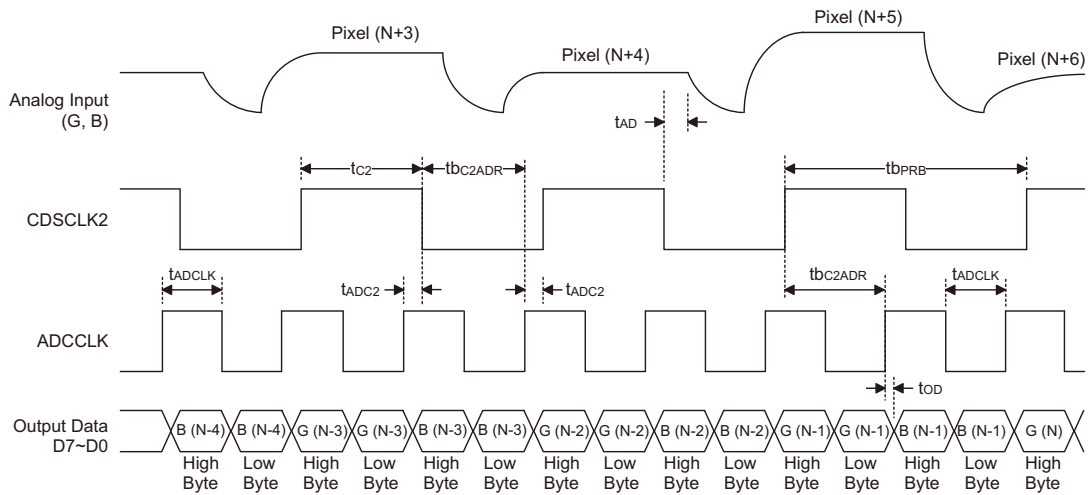 Pixel (N+3)
Pixel (N+4)
Pixel (N+5)
Pixel (N+6)
Analog Input
(G, B)
tAD
tC2
tbC2ADR
tbPRB
CDSCLK2
tADCLK
tADC2
tADC2
tbC2ADR
tADCLK
ADCCLK
tOD
Output Data
D7~D0
B (N-4) B (N-4) G (N-3) G (N-3) B (N-3) B (N-3) G (N-2) G (N-2) B (N-2) B (N-2) G (N-1) G (N-1) B (N-1) B (N-1) G (N)
High Low High Low High Low High Low High Low High Low High Low High
Byte Byte Byte Byte Byte Byte Byte Byte Byte Byte Byte Byte Byte Byte Byte